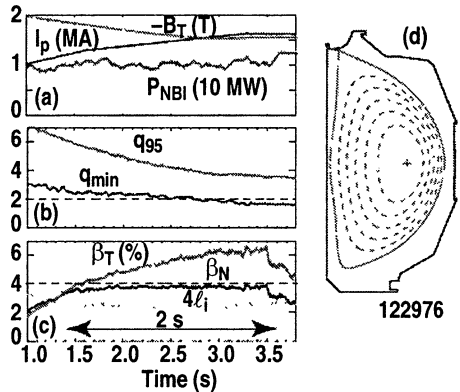 2
I_p (MA)
−B_T (T)
(d)
1
P_NBI (10 MW)
0
(a)
6
q_95
4
q_min
2
0
(b)
6
β_T (%)
β_N
4
4ℓ_i
2
2 s
0
(c)
122976
1.0 1.5 2.0 2.5 3.0 3.5
Time (s)